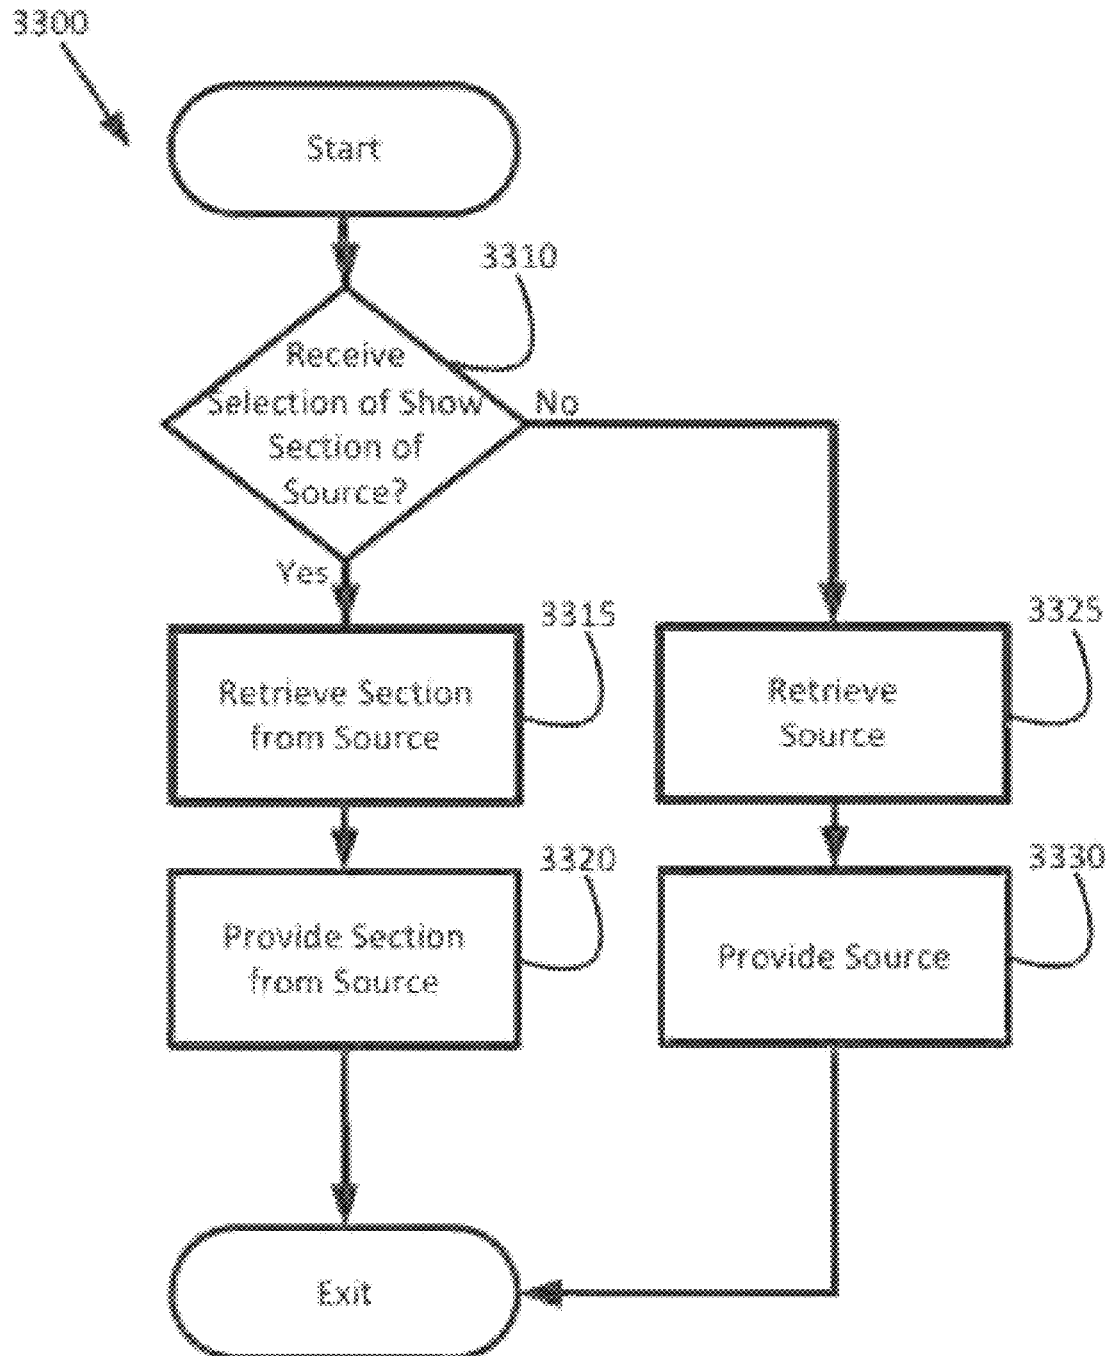 3300
Start
3310
Receive
Selection of Show
Section of
Source?
No
Yes
3315
Retrieve Section
from Source
3325
Retrieve
Source
3320
Provide Section
from Source
3330
Provide Source
Exit